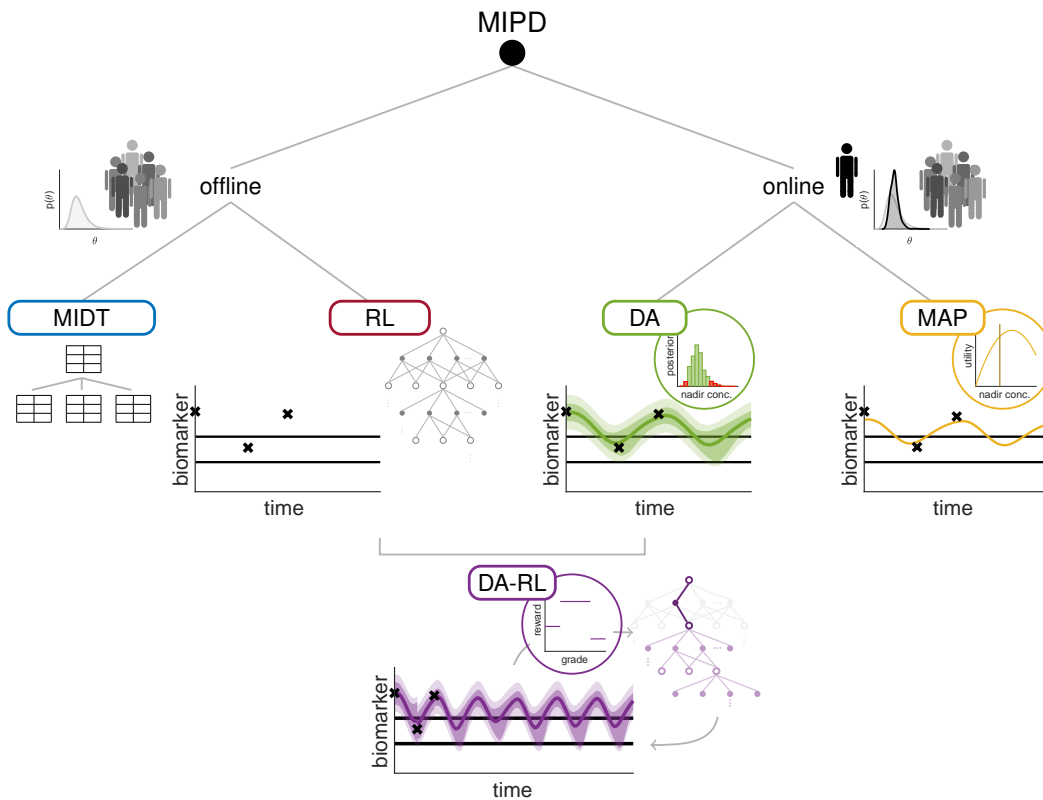 MIPD
offline
online
p(θ)
θ
p(θ)
θ
MIDT
RL
DA
MAP
posterior
nadir conc.
utility
nadir conc.
biomarker
time
biomarker
time
biomarker
time
DA-RL
reward
grade
biomarker
time